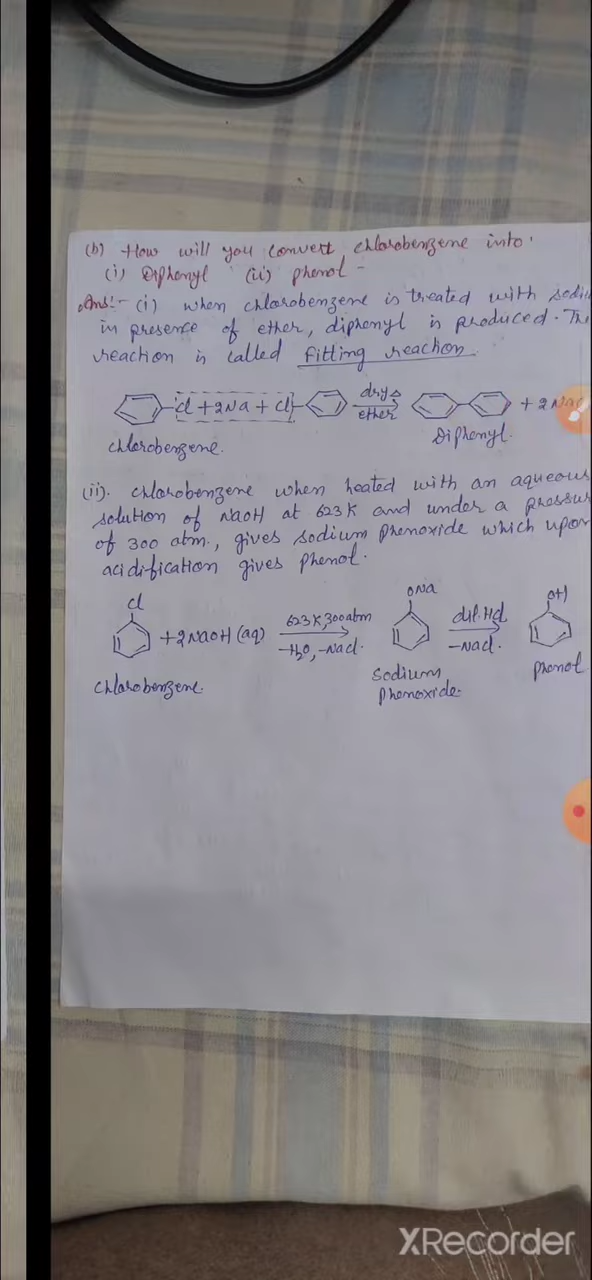 (b) How will you convert chlorobenzene into.
(i) Diphenyl (ii) phenol -
Ans:- (i) when chlorobenzene is treated with sodiu
in presence of ether, diphenyl is produced. The
reaction is called fitting reaction.
Cl + 2Na + Cl dry △ ether + 2 Nac
chlorobenzene. Diphenyl.
(ii). chlorobenzene when heated with an aqueous
solution of NaOH at 623K and under a pressur
of 300 atm., gives sodium phenoxide which upon
acidification gives phenol.
Cl ONa OH
+ 2NaOH (aq) 623K, 300atm -H₂O, -Nacl. dil. Hcl -Nacl.
chlorobenzene. sodium phenoxide. phenol
XRecorder